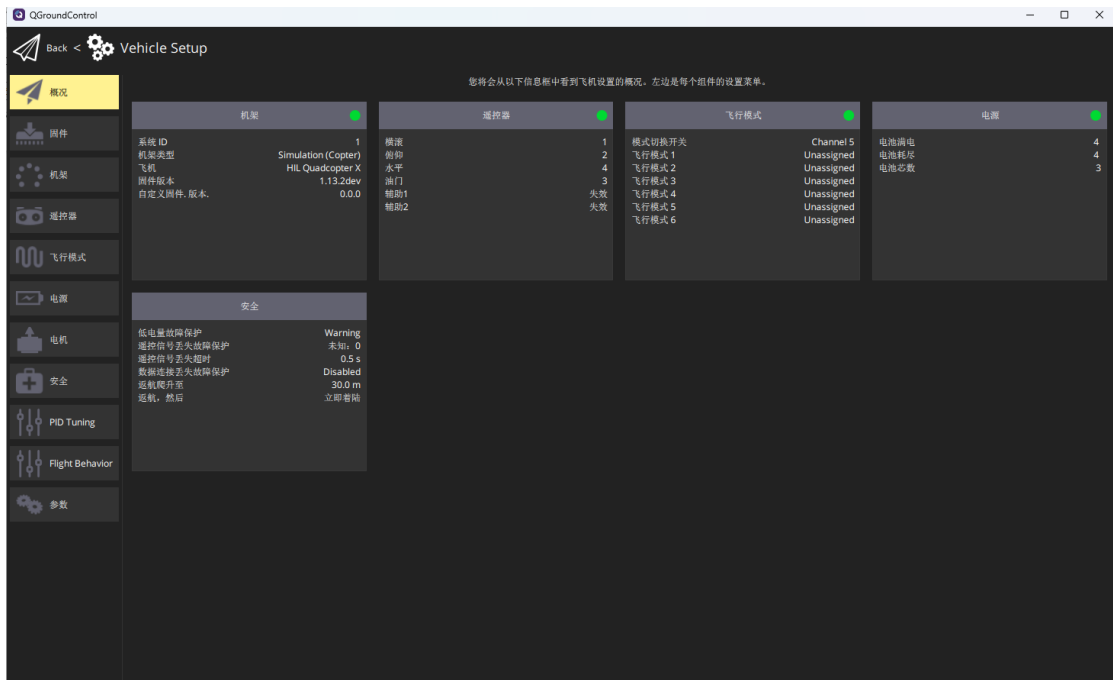 QGroundControl
Back < Vehicle Setup
您将会从以下信息框中看到飞机设置的概况。左边是每个组件的设置菜单。
概况
固件
机架
遥控器
飞行模式
电源
电机
安全
PID Tuning
Flight Behavior
参数
机架
系统 ID 1
机架类型 Simulation (Copter)
飞机 HIL Quadcopter X
固件版本 1.13.2dev
自定义固件. 版本. 0.0.0
遥控器
横滚 1
俯仰 2
水平 4
油门 3
辅助1 失效
辅助2 失效
飞行模式
模式切换开关 Channel 5
飞行模式 1 Unassigned
飞行模式 2 Unassigned
飞行模式 3 Unassigned
飞行模式 4 Unassigned
飞行模式 5 Unassigned
飞行模式 6 Unassigned
电源
电池满电 4
电池耗尽 4
电池芯数 3
安全
低电量故障保护 Warning
遥控信号丢失故障保护 未知：0
遥控信号丢失超时 0.5 s
数据连接丢失故障保护 Disabled
返航爬升至 30.0 m
返航，然后 立即着陆